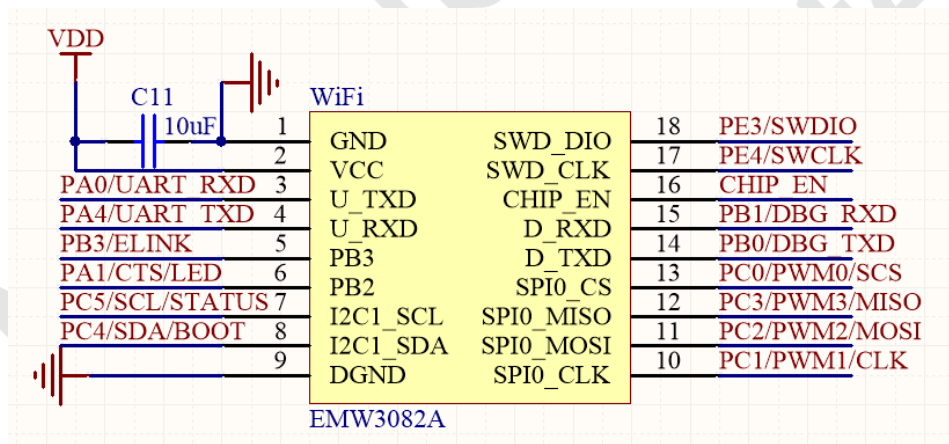 VDD
C11
10uF
WiFi
1
GND
SWD_DIO
18
PE3/SWDIO
2
VCC
SWD_CLK
17
PE4/SWCLK
PA0/UART_RXD
3
U_TXD
CHIP_EN
16
CHIP_EN
PA4/UART_TXD
4
U_RXD
D_RXD
15
PB1/DBG_RXD
PB3/ELINK
5
PB3
D_TXD
14
PB0/DBG_TXD
PA1/CTS/LED
6
PB2
SPI0_CS
13
PC0/PWM0/SCS
PC5/SCL/STATUS
7
I2C1_SCL
SPI0_MISO
12
PC3/PWM3/MISO
PC4/SDA/BOOT
8
I2C1_SDA
SPI0_MOSI
11
PC2/PWM2/MOSI
9
DGND
SPI0_CLK
10
PC1/PWM1/CLK
EMW3082A